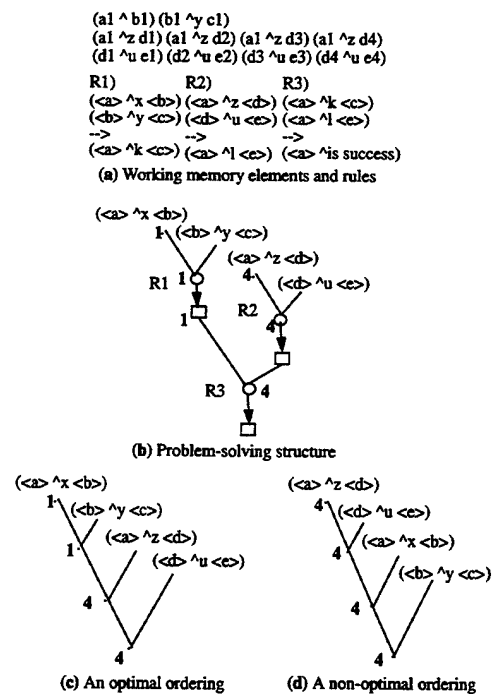 (a1 ^ b1) (b1 ^y c1)
(a1 ^z d1) (a1 ^z d2) (a1 ^z d3) (a1 ^z d4)
(d1 ^u e1) (d2 ^u e2) (d3 ^u e3) (d4 ^u e4)
R1) R2) R3)
(<a> ^x <b>) (<a> ^z <d>) (<a> ^k <c>)
(<b> ^y <c>) (<d> ^u <e>) (<a> ^l <e>)
--> --> -->
(<a> ^k <c>) (<a> ^l <e>) (<a> ^is success)
(a) Working memory elements and rules
(<a> ^x <b>)
1 (<b> ^y <c>)
(<a> ^z <d>)
R1 1 4 (<d> ^u <e>)
1 R2 4
R3 4
(b) Problem-solving structure
(<a> ^x <b>) (<a> ^z <d>)
1 (<b> ^y <c>) 4 (<d> ^u <e>)
1 (<a> ^z <d>) 4 (<a> ^x <b>)
(<d> ^u <e>) (<b> ^y <c>)
4 4
4 4
(c) An optimal ordering (d) A non-optimal ordering